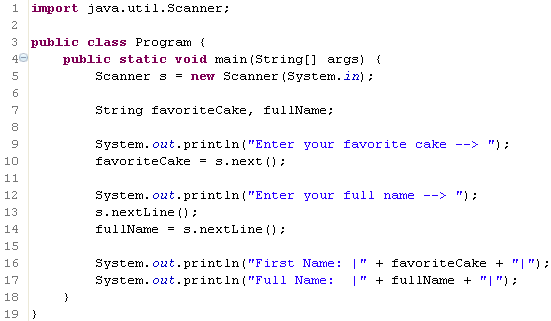 1 import java.util.Scanner;
2
3 public class Program {
4     public static void main(String[] args) {
5         Scanner s = new Scanner(System.in);
6
7         String favoriteCake, fullName;
8
9         System.out.println("Enter your favorite cake --> ");
10         favoriteCake = s.next();
11
12         System.out.println("Enter your full name --> ");
13         s.nextLine();
14         fullName = s.nextLine();
15
16         System.out.println("First Name: |" + favoriteCake + "|");
17         System.out.println("Full Name:  |" + fullName + "|");
18     }
19 }